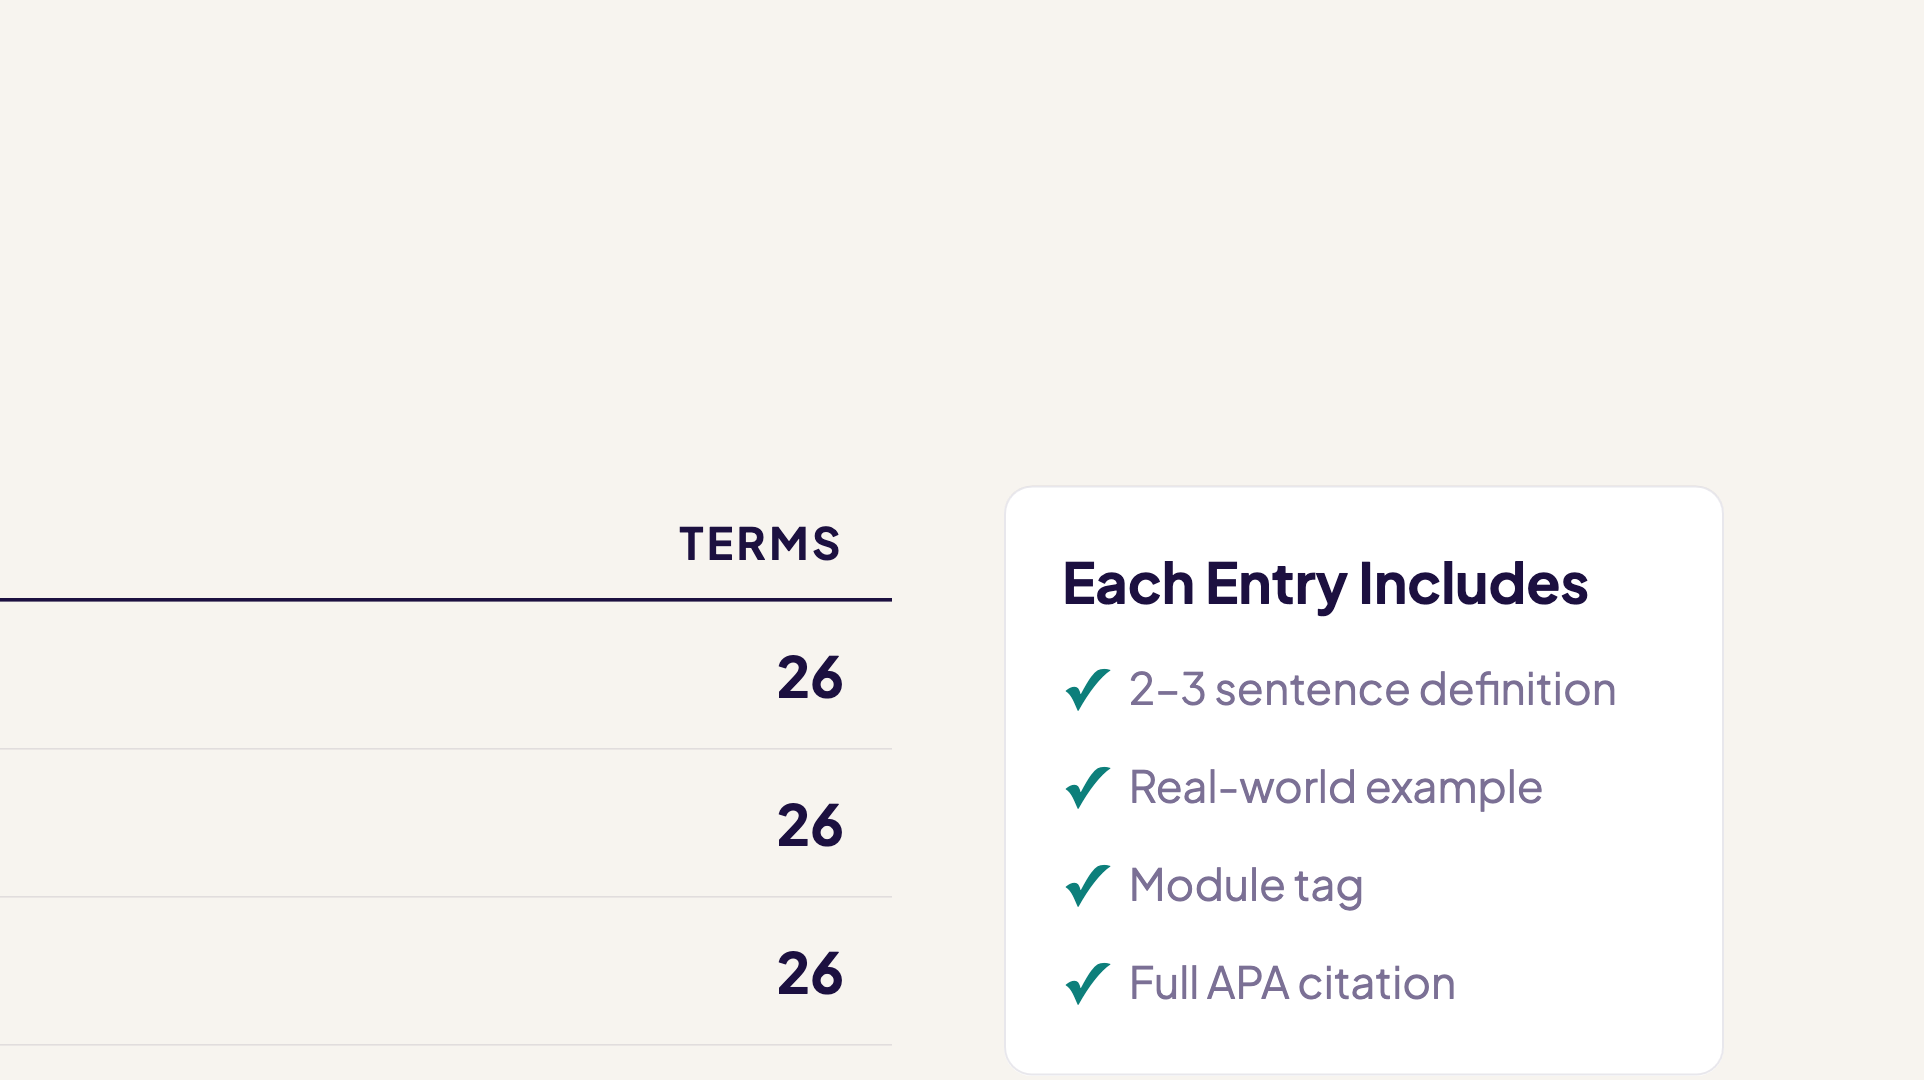 TERMS
26
26
26
Each Entry Includes
✔ 2–3 sentence definition
✔ Real-world example
✔ Module tag
✔ Full APA citation